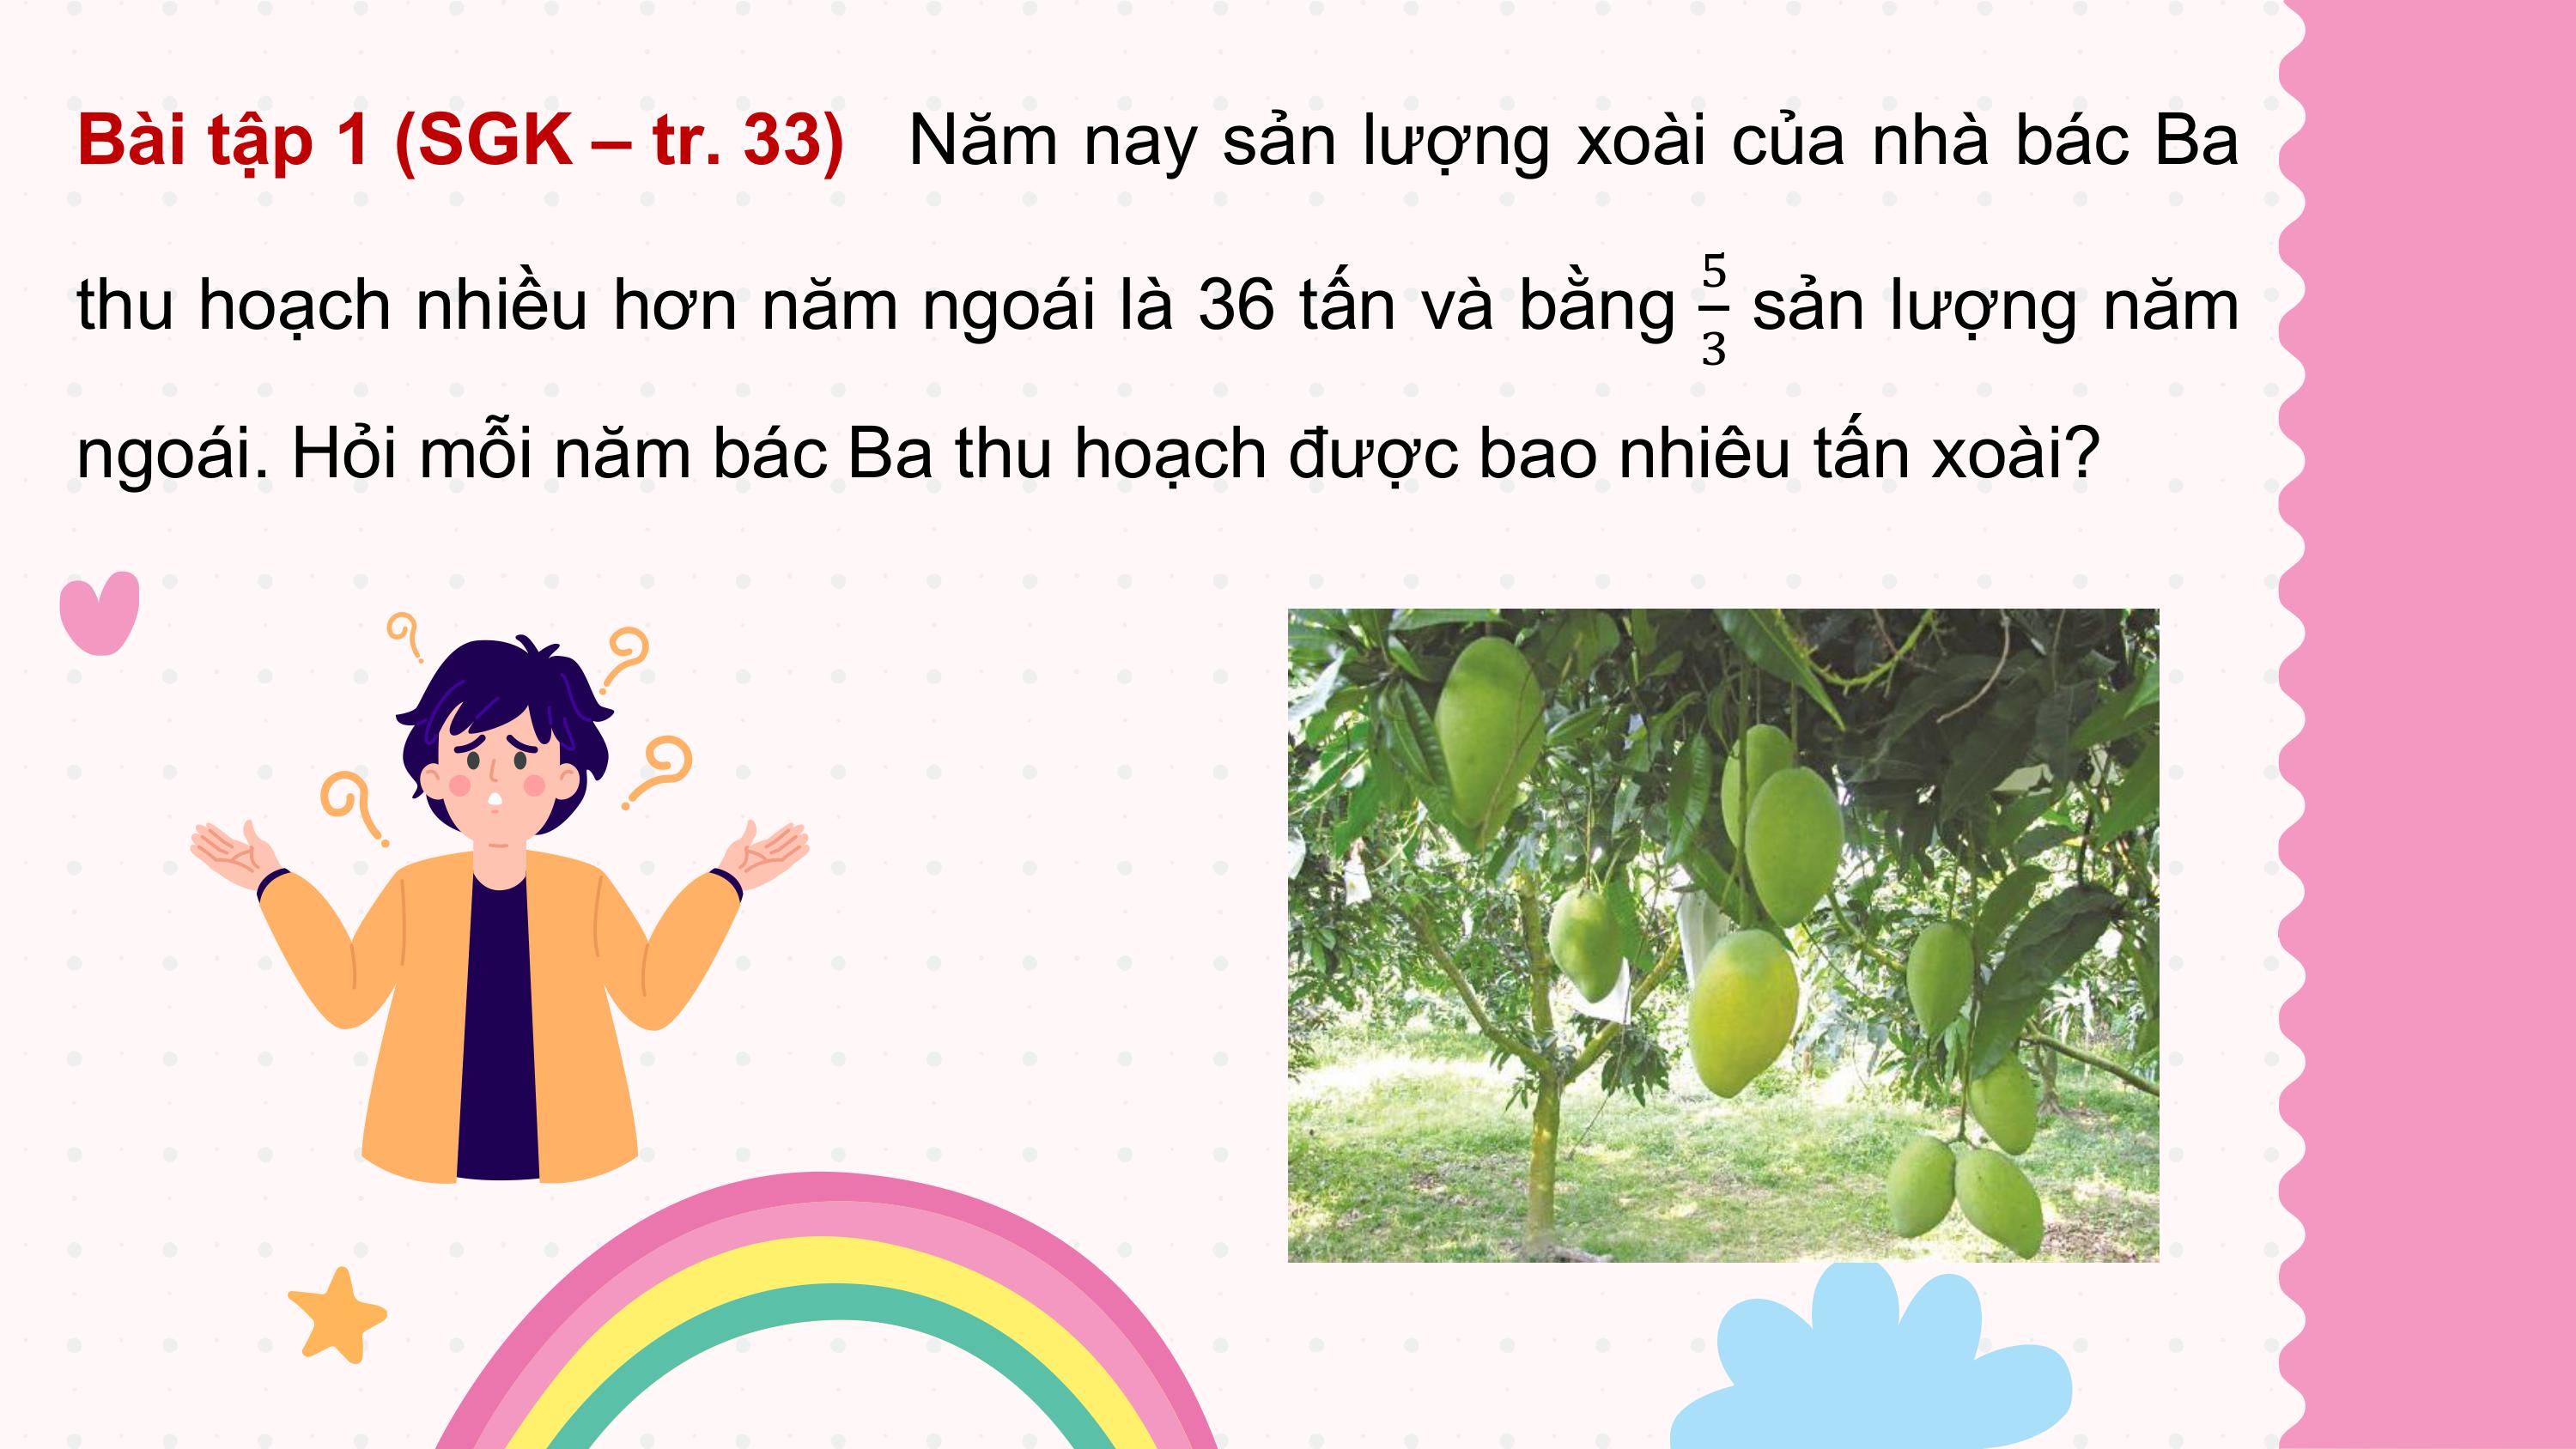 Bài tập 1 (SGK – tr. 33) Năm nay sản lượng xoài của nhà bác Ba
thu hoạch nhiều hơn năm ngoái là 36 tấn và bằng 5/3 sản lượng năm
ngoái. Hỏi mỗi năm bác Ba thu hoạch được bao nhiêu tấn xoài?